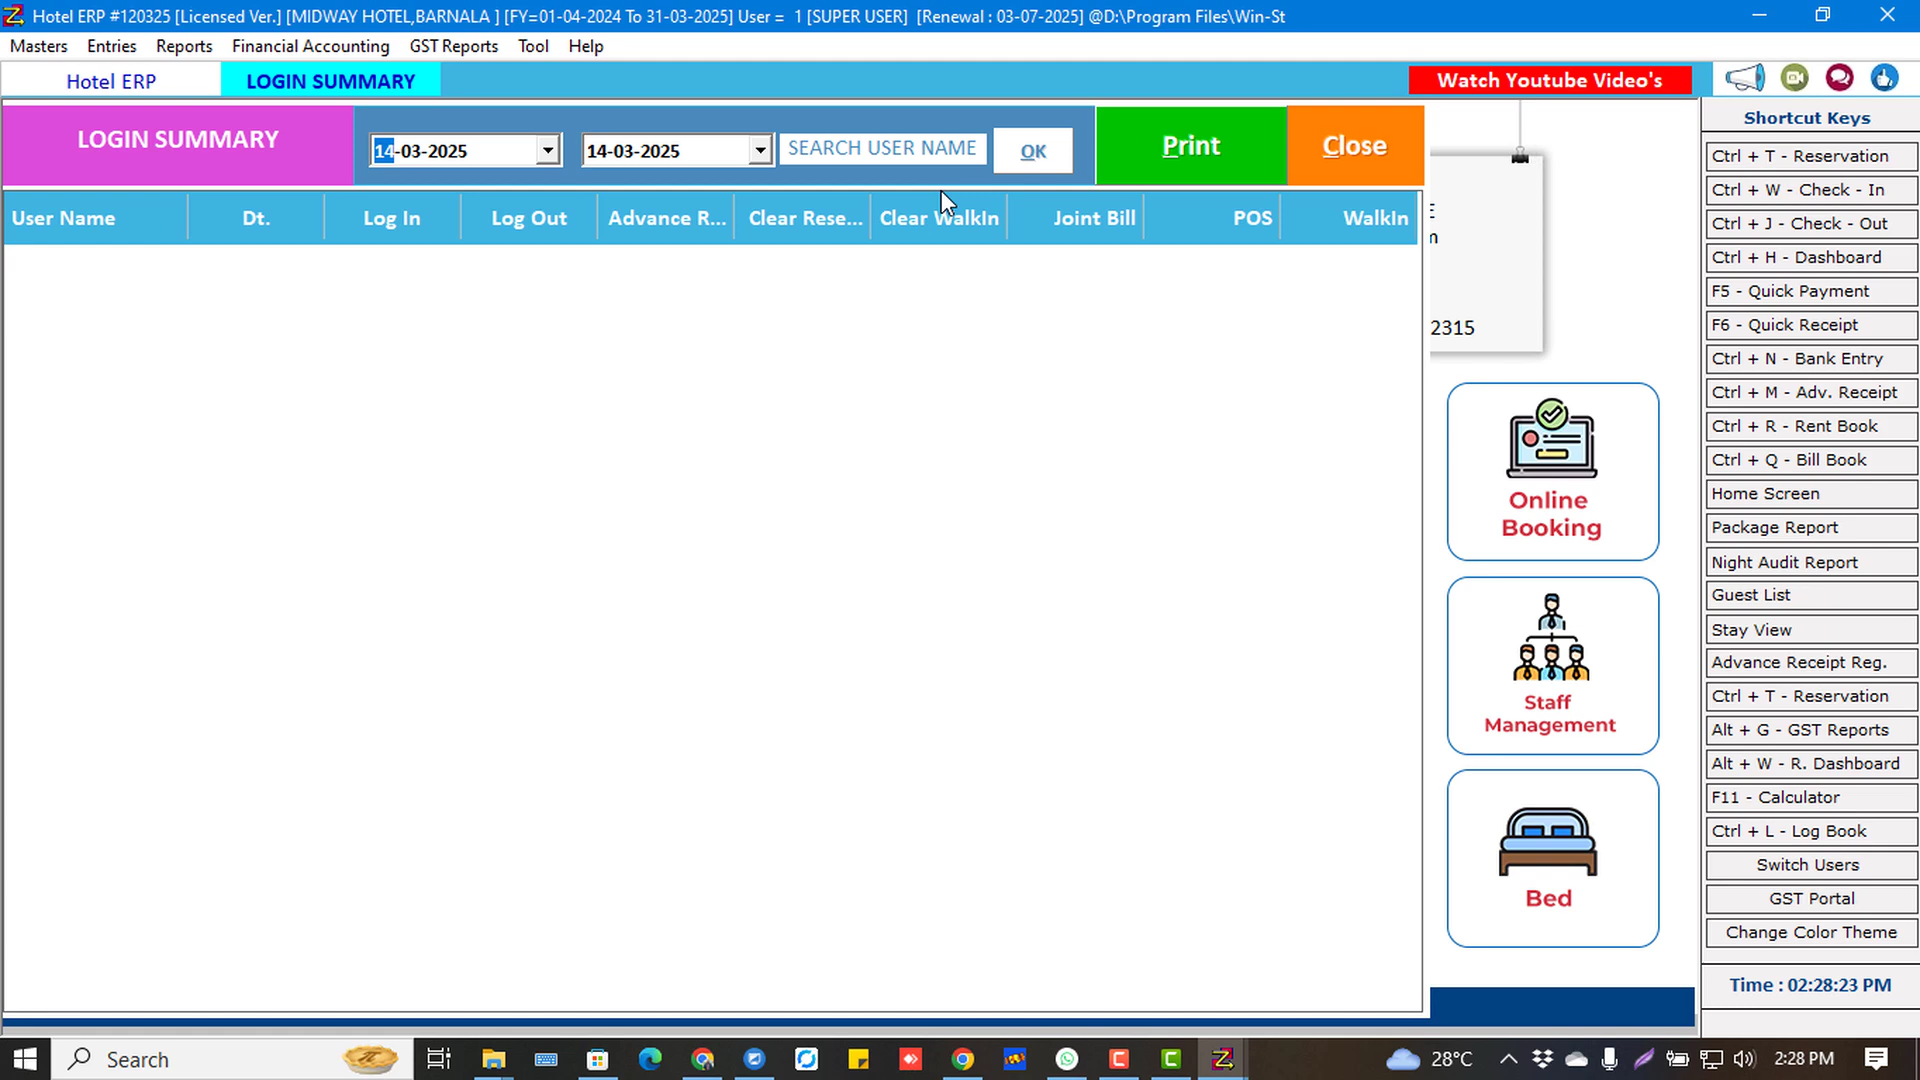 Hotel ERP #120325 [Licensed Ver.] [MIDWAY HOTEL,BARNALA ] [FY=01-04-2024 To 31-03-2025] User = 1 [SUPER USER] [Renewal : 03-07-2025] @D:\Program Files\Win-St
Masters Entries Reports Financial Accounting GST Reports Tool Help
Hotel ERP LOGIN SUMMARY Watch Youtube Video's
LOGIN SUMMARY 14-03-2025 14-03-2025 SEARCH USER NAME OK Print Close
User Name Dt. Log In Log Out Advance R... Clear Rese... Clear WalkIn Joint Bill POS WalkIn
2315
Online
Booking
Staff
Management
Bed
Shortcut Keys
Ctrl + T - Reservation
Ctrl + W - Check - In
Ctrl + J - Check - Out
Ctrl + H - Dashboard
F5 - Quick Payment
F6 - Quick Receipt
Ctrl + N - Bank Entry
Ctrl + M - Adv. Receipt
Ctrl + R - Rent Book
Ctrl + Q - Bill Book
Home Screen
Package Report
Night Audit Report
Guest List
Stay View
Advance Receipt Reg.
Ctrl + T - Reservation
Alt + G - GST Reports
Alt + W - R. Dashboard
F11 - Calculator
Ctrl + L - Log Book
Switch Users
GST Portal
Change Color Theme
Time : 02:28:23 PM
Search 28°C 2:28 PM